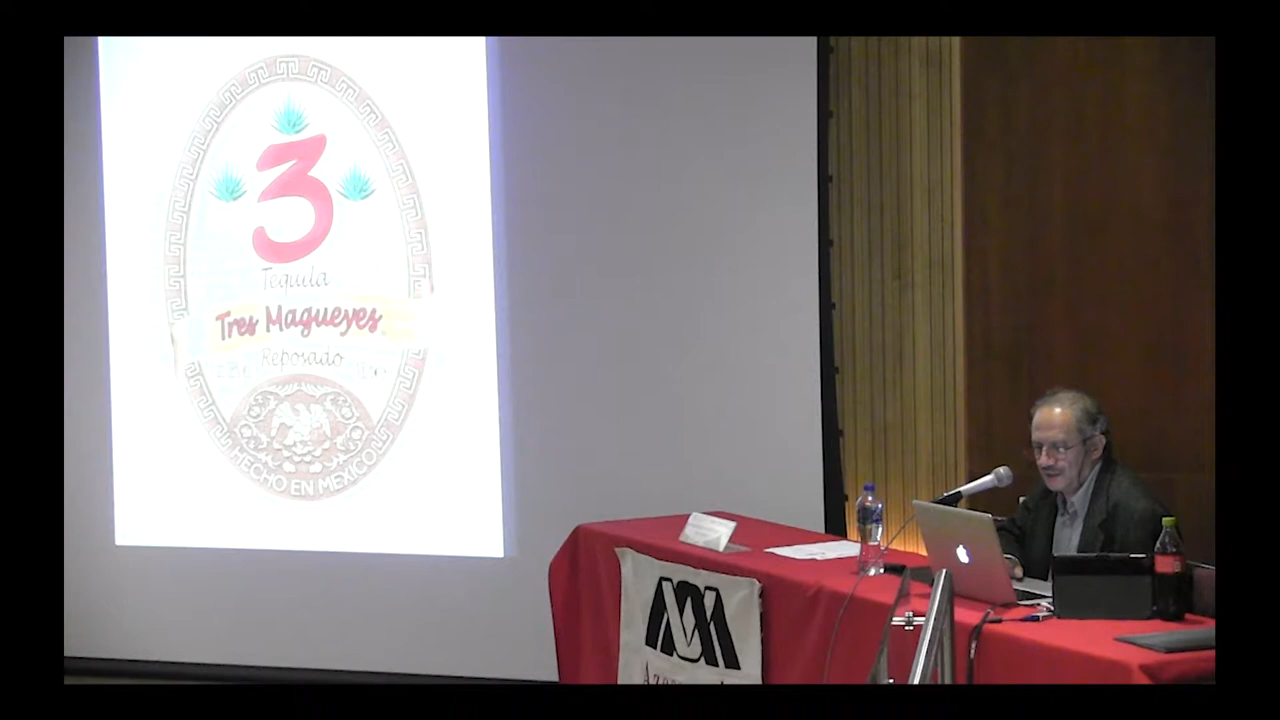 3
Tequila
Tres Magueyes
Reposado
HECHO EN MEXICO